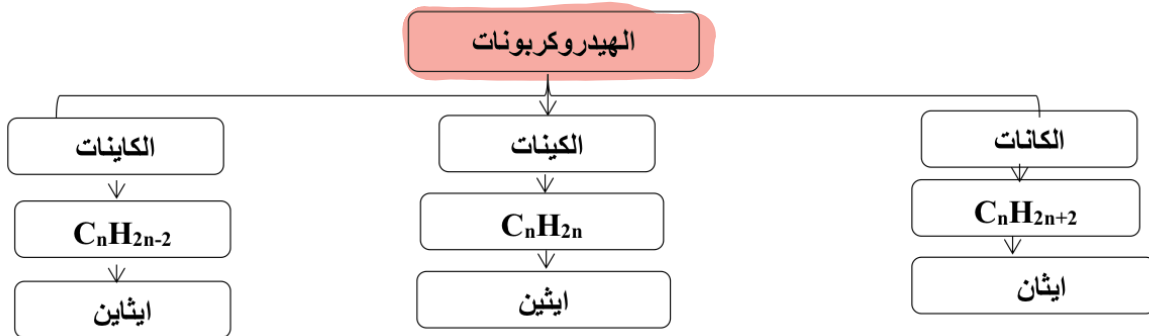 الهيدروكربونات
الكانات
الكينات
الكاينات
CₙH₂ₙ₊₂
CₙH₂ₙ
CₙH₂ₙ₋₂
ايثان
ايثين
ايثاين